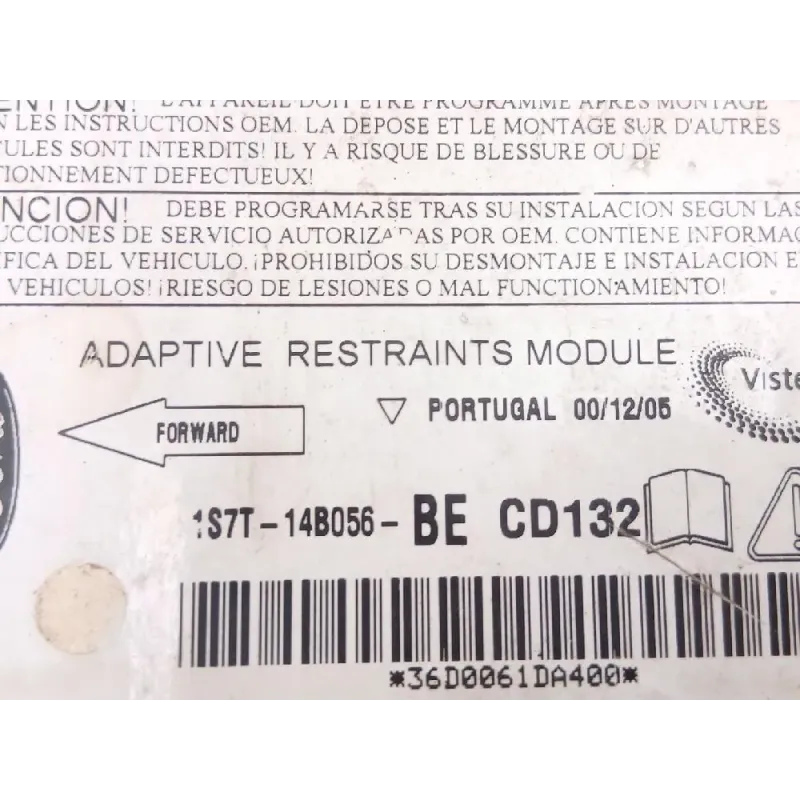 L'APPAREIL DOIT ETRE PROGRAMME APRES MONTAGE
LES INSTRUCTIONS OEM. LA DEPOSE ET LE MONTAGE SUR D'AUTRES
SONT INTERDITS! IL Y A RISQUE DE BLESSURE OU DE
DEFECTUEUX!
DEBE PROGRAMARSE TRAS SU INSTALACION SEGUN LAS
DE SERVICIO AUTORIZADAS POR OEM. CONTIENE
DEL VEHICULO. ¡PROHIBIDOS SU DESMONTAJE E INSTALACION
VEHICULOS! ¡RIESGO DE LESIONES O MAL FUNCTIONAMIENTO!
ADAPTIVE RESTRAINTS MODULE
FORWARD
PORTUGAL 00/12/05
1S7T-14B056-BE CD132
*36D0061DA400*